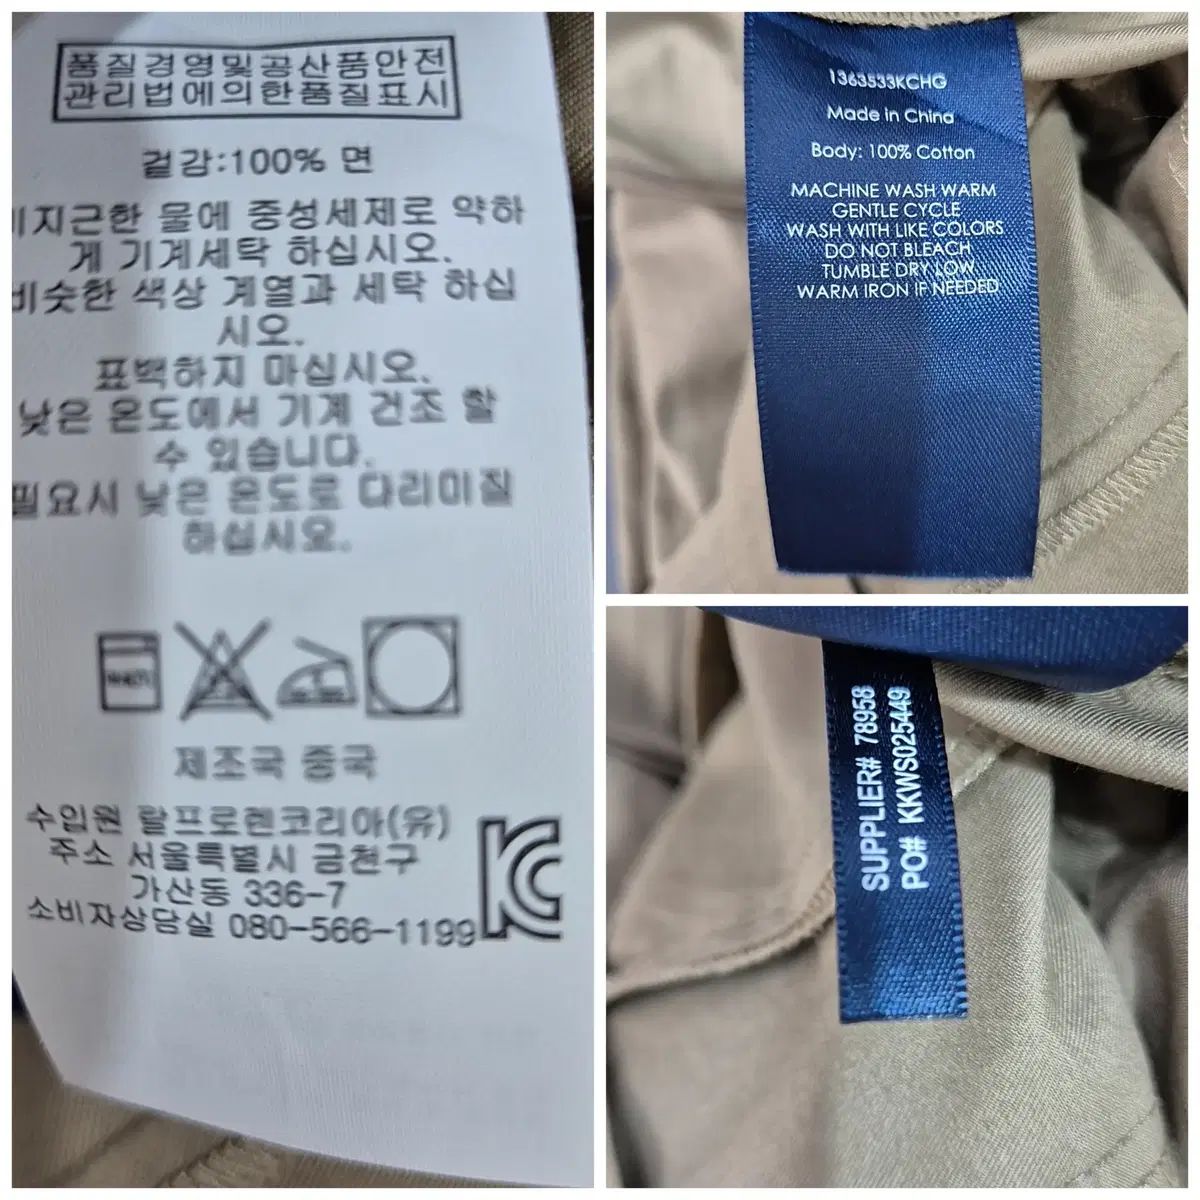 품질경영및공산품안전
관리법에의한품질표시
겉감:100% 면
미지근한 물에 중성세제로 약하
게 기계세탁 하십시오.
비슷한 색상 계열과 세탁 하십
시오.
표백하지 마십시오.
낮은 온도에서 기계 건조 할
수 있습니다.
필요시 낮은 온도로 다리미질
하십시오.
제조국 중국
수입원 랄프로렌코리아(유)
주소 서울특별시 금천구
가산동 336-7
소비자상담실 080-566-1199
1363533KCHG
Made in China
Body: 100% Cotton
MACHINE WASH WARM
GENTLE CYCLE
WASH WITH LIKE COLORS
DO NOT BLEACH
TUMBLE DRY LOW
WARM IRON IF NEEDED
SUPPLIER# 78958
PO# KKWS025449